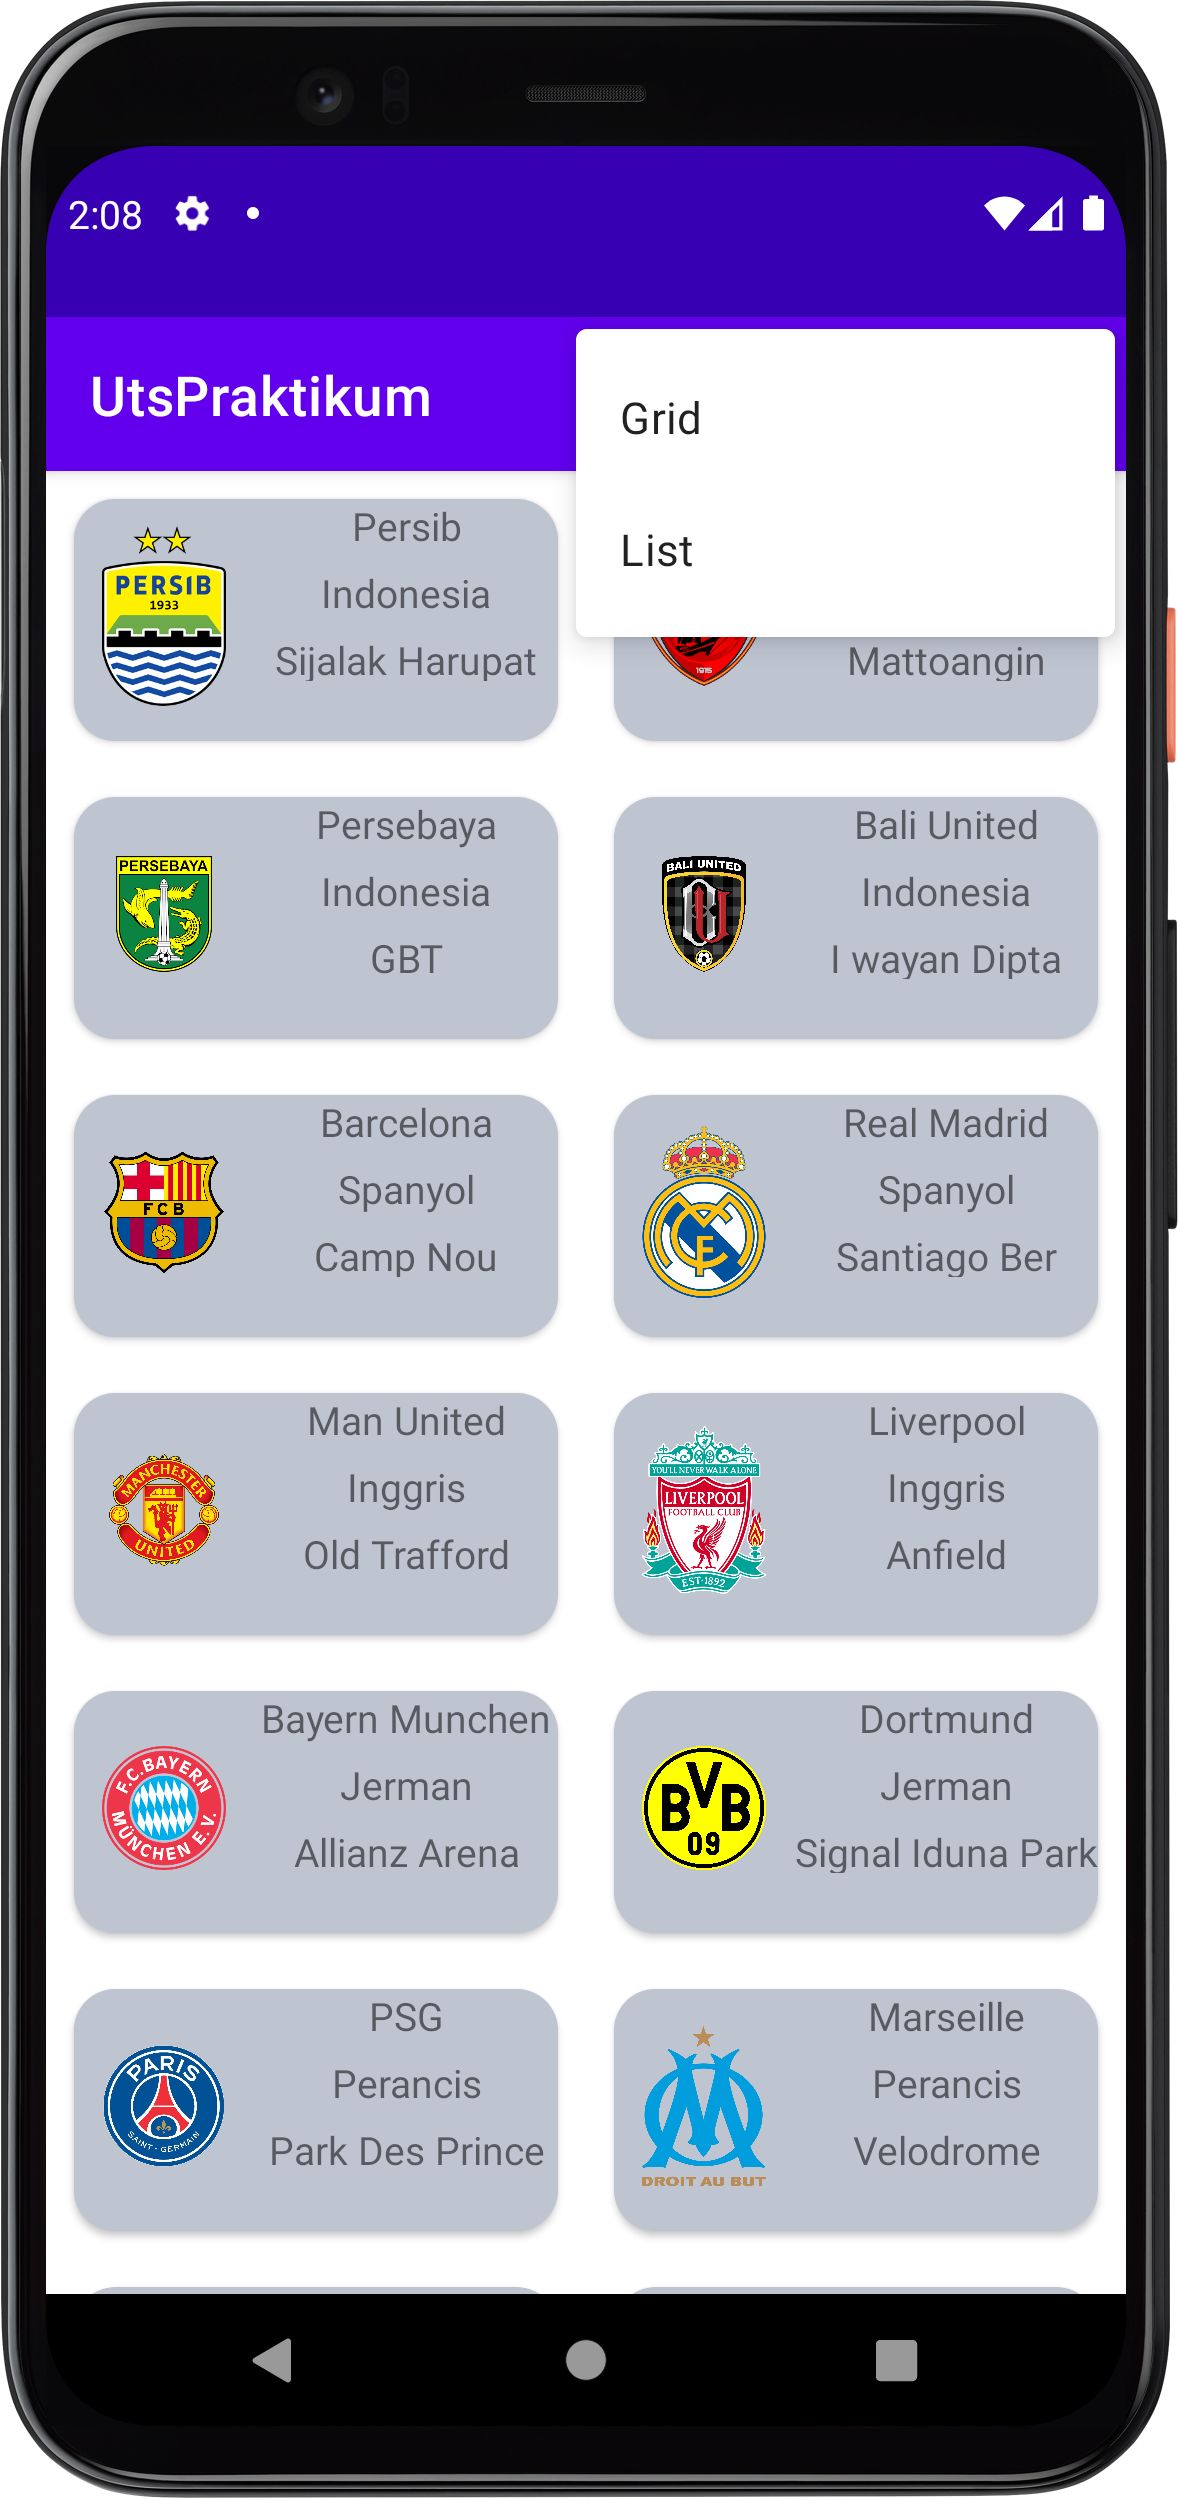 2:08
UtsPraktikum
Grid
List
PERSIB
1933
Persib
Indonesia
Sijalak Harupat
1915
Mattoangin
PERSEBAYA
Persebaya
Indonesia
GBT
BALI UNITED
Bali United
Indonesia
I wayan Dipta
FCB
Barcelona
Spanyol
Camp Nou
Real Madrid
Spanyol
Santiago Ber
MANCHESTER
UNITED
Man United
Inggris
Old Trafford
YOU'LL NEVER WALK ALONE
LIVERPOOL
FOOTBALL CLUB
EST·1892
Liverpool
Inggris
Anfield
F.C.BAYERN
MÜNCHEN E.V.
Bayern Munchen
Jerman
Allianz Arena
BVB
09
Dortmund
Jerman
Signal Iduna Park
PARIS
SAINT-GERMAIN
PSG
Perancis
Park Des Prince
DROIT AU BUT
Marseille
Perancis
Velodrome